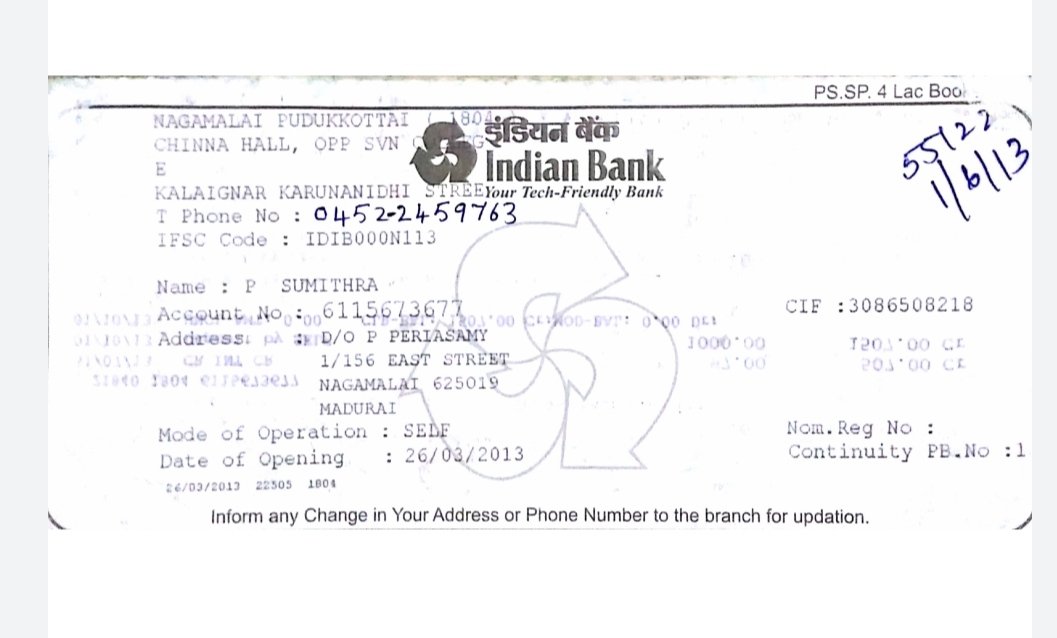 PS.SP. 4 Lac Boo
NAGAMALAI PUDUKKOTTAI ( 1804
CHINNA HALL, OPP SVN
E
KALAIGNAR KARUNANIDHI STREE
T Phone No : 0452-2459763
IFSC Code : IDIB000N113
इंडियन बैंक
Indian Bank
Your Tech-Friendly Bank
55122
1/6/13
Name : P SUMITHRA
Account No : 6115673677
CIF :3086508218
Address : D/O P PERIASAMY
1/156 EAST STREET
NAGAMALAI 625019
MADURAI
Mode of Operation : SELF
Nom.Reg No :
Date of Opening : 26/03/2013
Continuity PB.No :1
26/03/2013 22505 1804
Inform any Change in Your Address or Phone Number to the branch for updation.